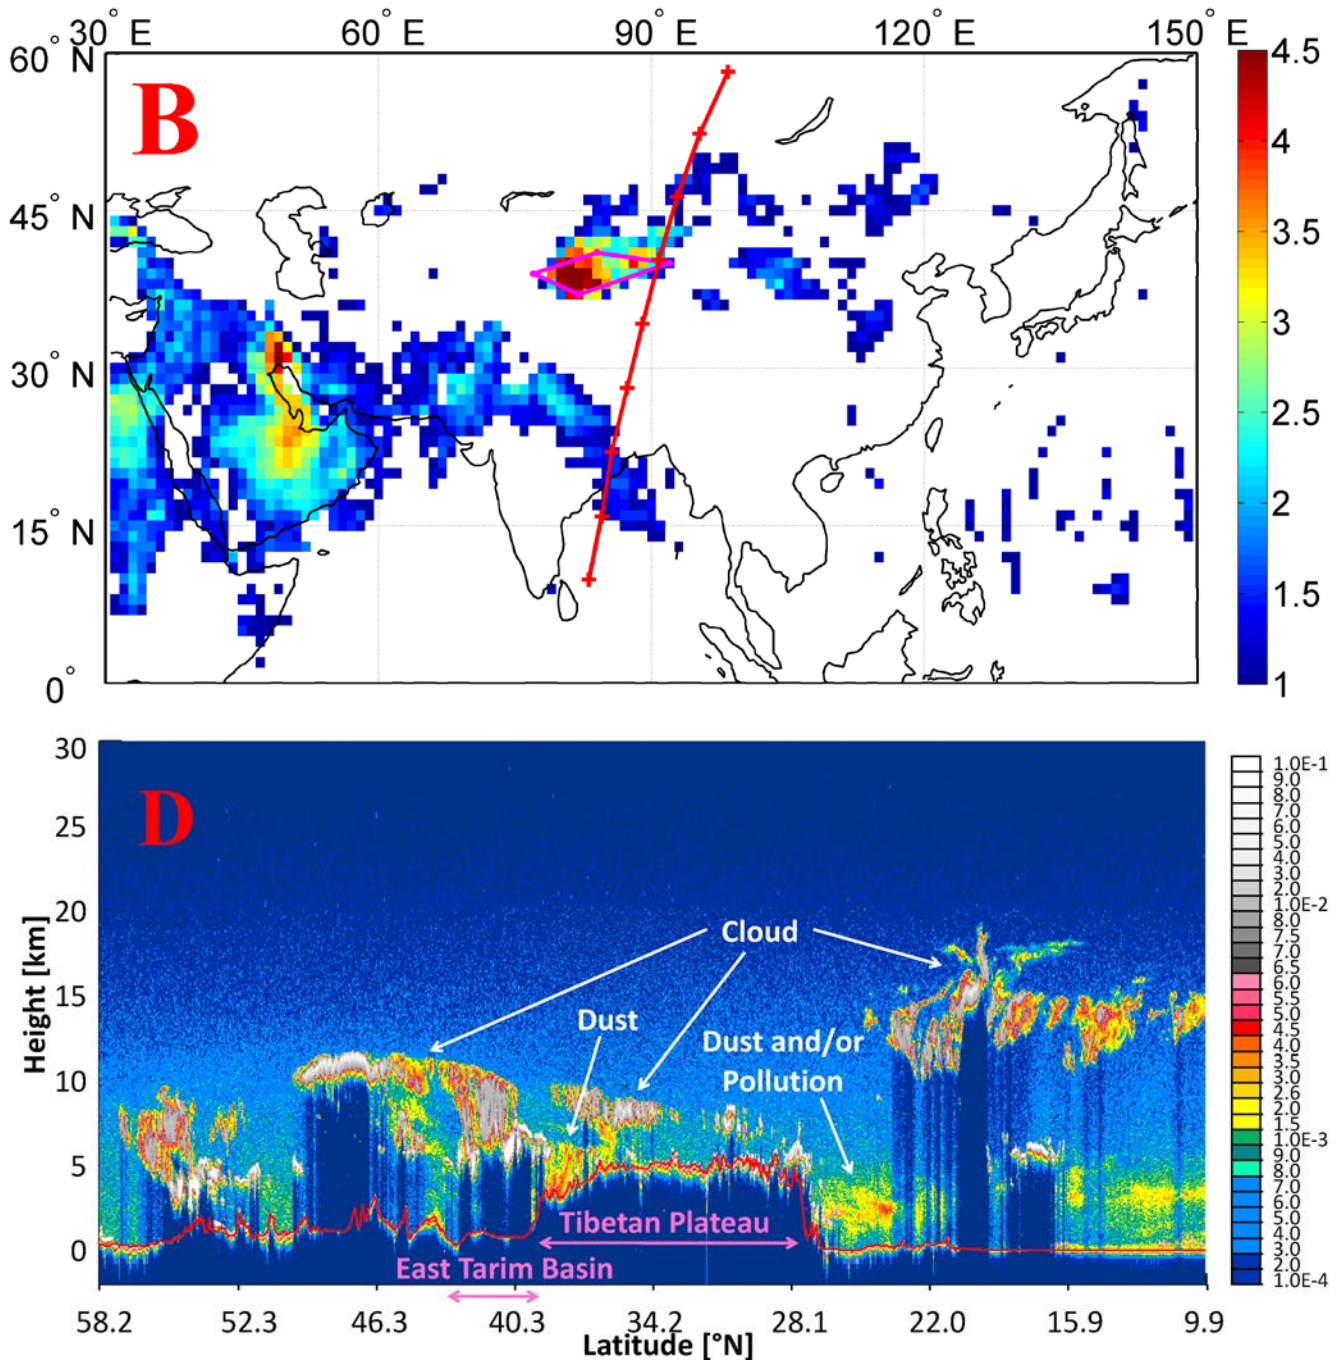 30° E 60° E 90° E 120° E 150° E
60° N
45° N
30° N
15° N
0°
B
4.5
4
3.5
3
2.5
2
1.5
1
D
Height [km]
30
25
20
15
10
5
0
Cloud
Dust
Dust and/or
Pollution
Tibetan Plateau
East Tarim Basin
58.2 52.3 46.3 40.3 34.2 28.1 22.0 15.9 9.9
Latitude [°N]
1.0E-1
9.0
8.0
7.0
6.0
5.0
4.0
3.0
2.0
1.0E-2
8.0
7.5
7.0
6.5
6.0
5.5
5.0
4.5
4.0
3.5
2.6
2.6
1.5
1.0E-3
9.0
8.0
7.0
6.0
5.0
4.0
3.0
2.0
1.0E-4